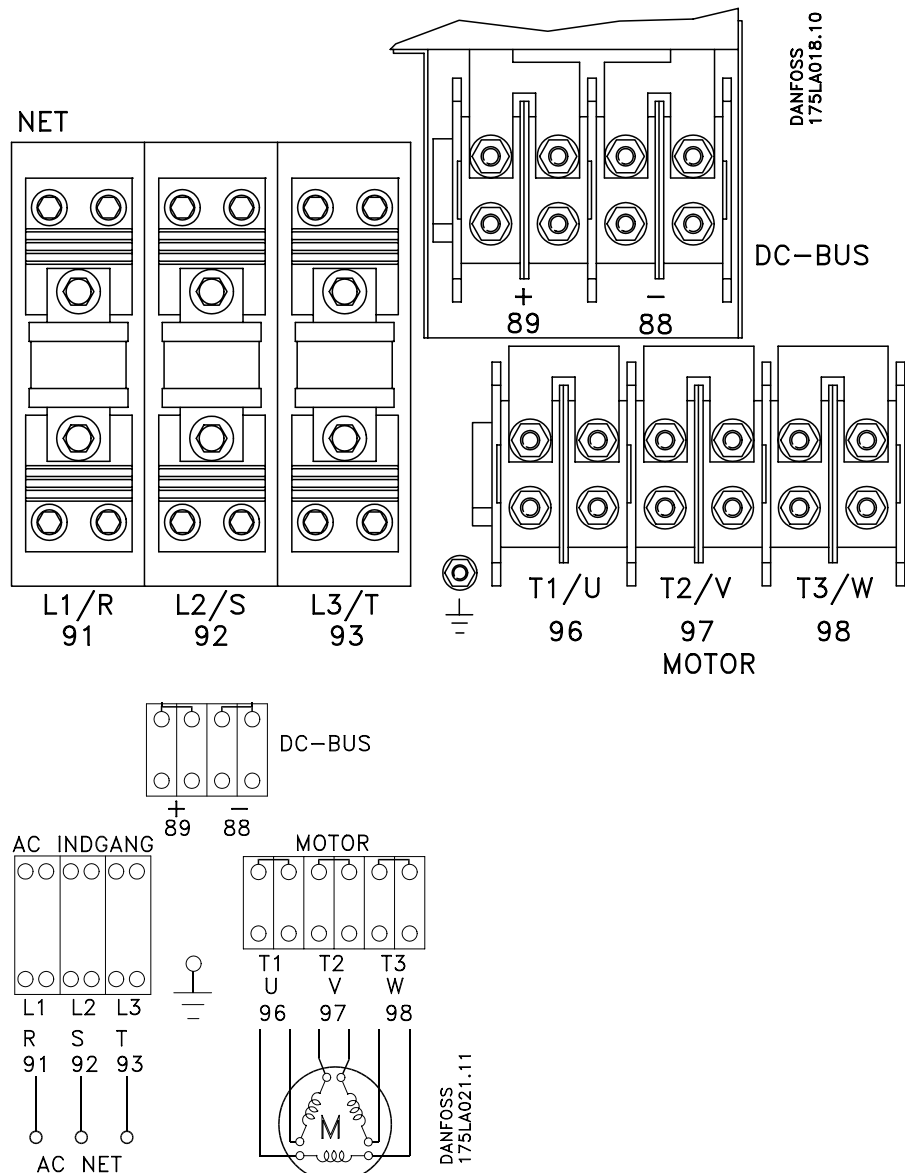 DANFOSS
175LA018.10
NET
DC-BUS
+ -
89 88
L1/R L2/S L3/T
91 92 93
T1/U T2/V T3/W
96 97 98
MOTOR
DC-BUS
+ -
89 88
AC INDGANG
MOTOR
L1 L2 L3
R S T
91 92 93
AC NET
T1 T2 T3
U V W
96 97 98
M
DANFOSS
175LA021.11